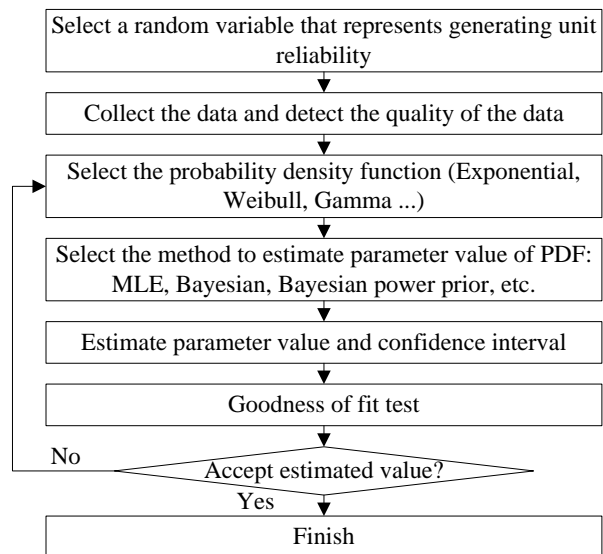 Select a random variable that represents generating unit
reliability
Collect the data and detect the quality of the data
Select the probability density function (Exponential,
Weibull, Gamma ...)
Select the method to estimate parameter value of PDF:
MLE, Bayesian, Bayesian power prior, etc.
Estimate parameter value and confidence interval
Goodness of fit test
No
Accept estimated value?
Yes
Finish